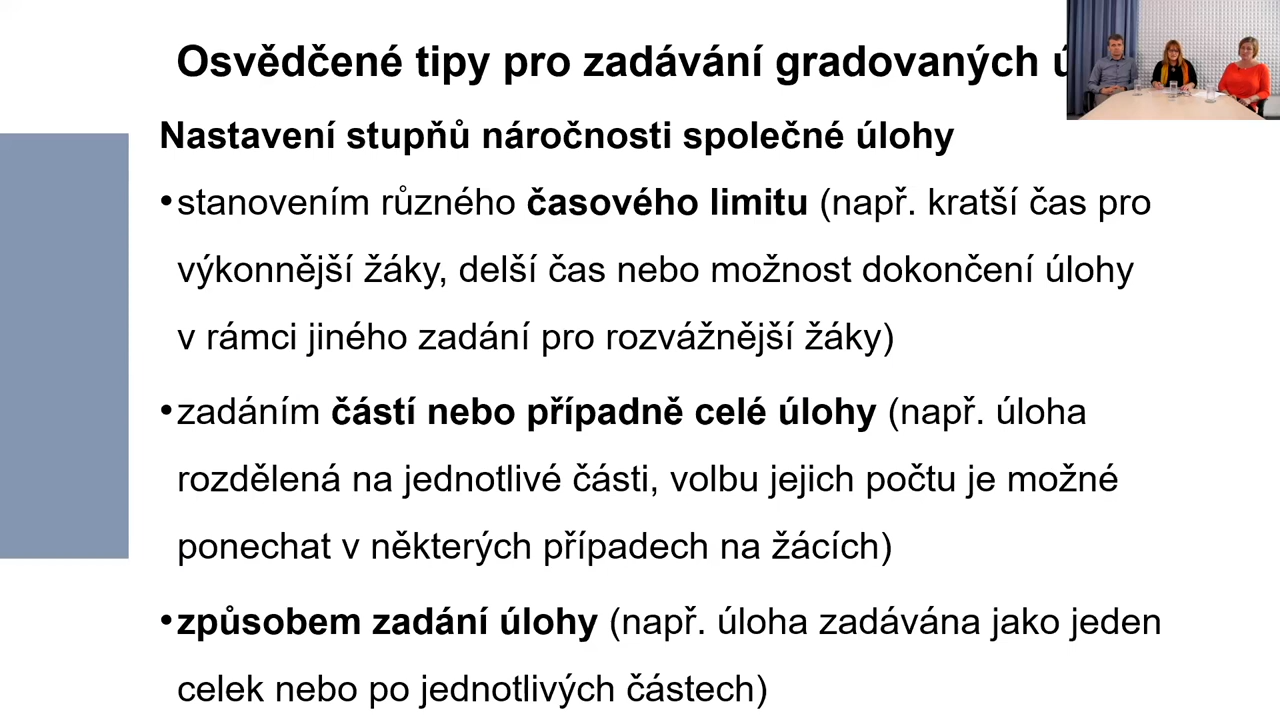 Osvědčené tipy pro zadávání gradovaných
Nastavení stupňů náročnosti společné úlohy
•stanovením různého časového limitu (např. kratší čas pro
výkonnější žáky, delší čas nebo možnost dokončení úlohy
v rámci jiného zadání pro rozvážnější žáky)
•zadáním částí nebo případně celé úlohy (např. úloha
rozdělená na jednotlivé části, volbu jejich počtu je možné
ponechat v některých případech na žácích)
•způsobem zadání úlohy (např. úloha zadávána jako jeden
celek nebo po jednotlivých částech)